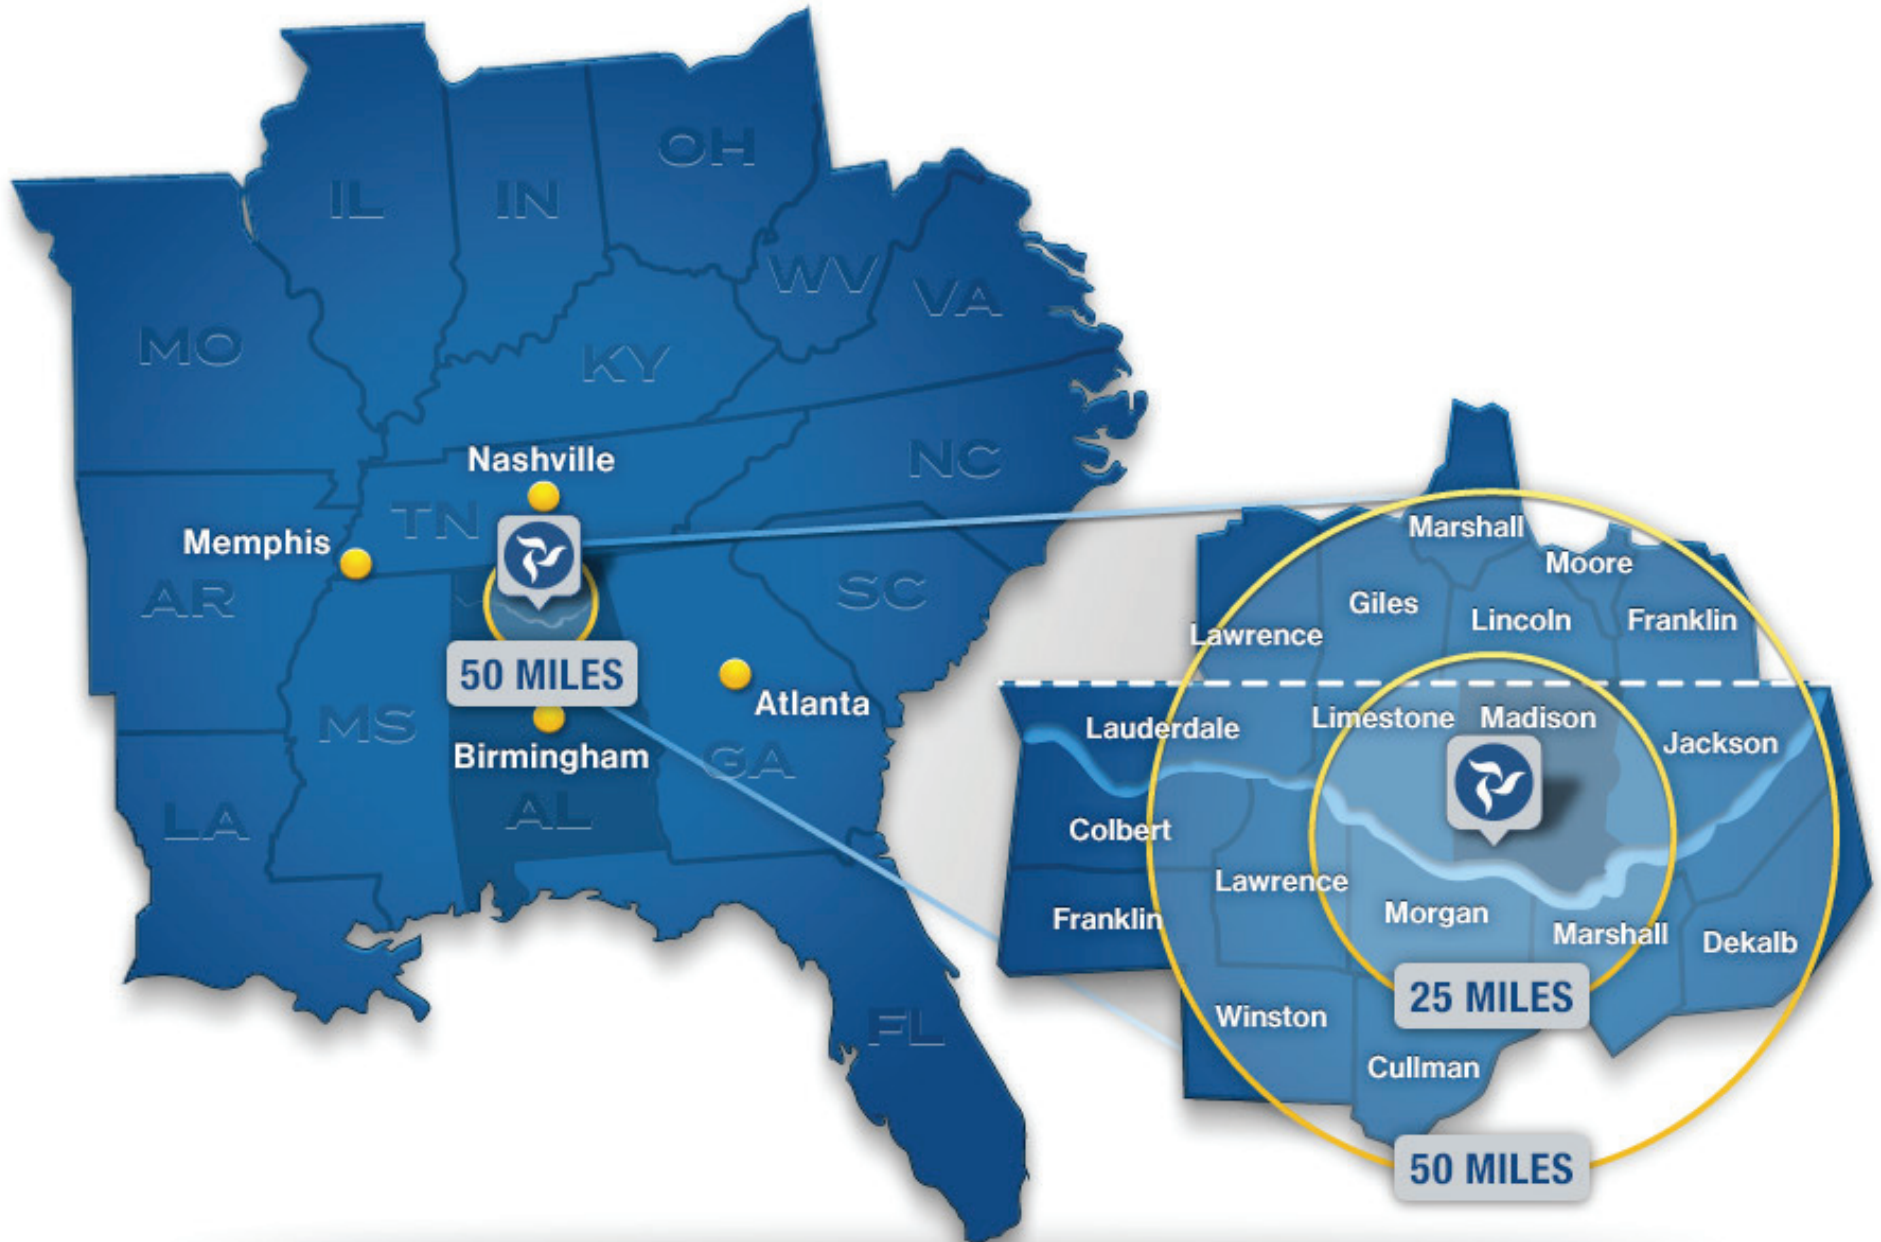 OH
IL
IN
WV
VA
MO
KY
Nashville
NC
TN
Memphis
AR
SC
50 MILES
Atlanta
MS
Birmingham
GA
AL
LA
FL
Marshall
Moore
Giles
Lincoln
Franklin
Lawrence
Lauderdale
Limestone
Madison
Jackson
Colbert
Lawrence
Morgan
Franklin
Marshall
Dekalb
25 MILES
Winston
Cullman
50 MILES